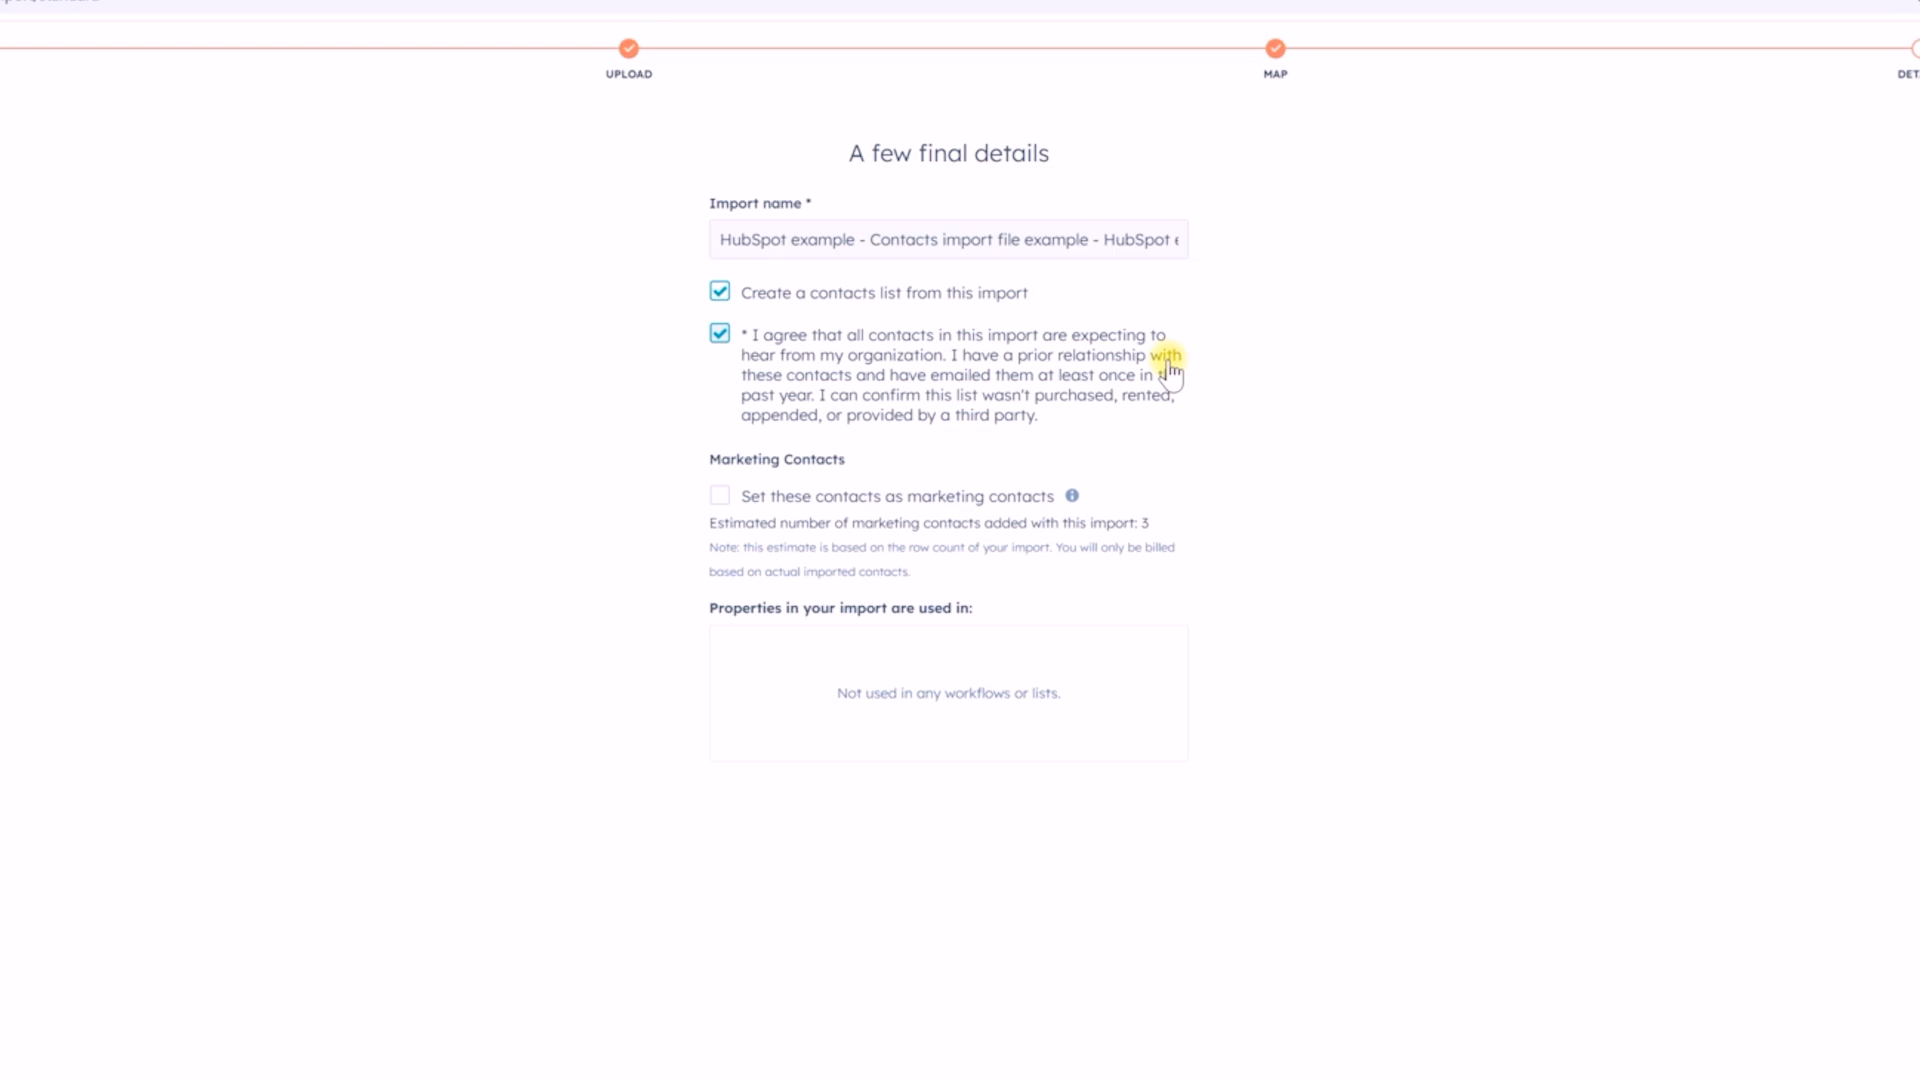 UPLOAD
MAP
DET
A few final details
Import name *
HubSpot example - Contacts import file example - HubSpot
Create a contacts list from this import
* I agree that all contacts in this import are expecting to
hear from my organization. I have a prior relationship with
these contacts and have emailed them at least once in
past year. I can confirm this list wasn't purchased, rented,
appended, or provided by a third party.
Marketing Contacts
Set these contacts as marketing contacts
Estimated number of marketing contacts added with this import: 3
Note: this estimate is based on the row count of your import. You will only be billed
based on actual imported contacts.
Properties in your import are used in:
Not used in any workflows or lists.